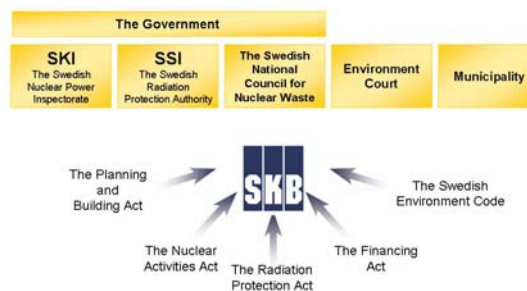 The Government
SKI
The Swedish
Nuclear Power
Inspectorate
SSI
The Swedish
Radiation
Protection Authority
The Swedish
National
Council for
Nuclear Waste
Environment
Court
Municipality
SKB
The Planning
and
Building Act
The Nuclear
Activities Act
The Radiation
Protection Act
The Financing
Act
The Swedish
Environment Code